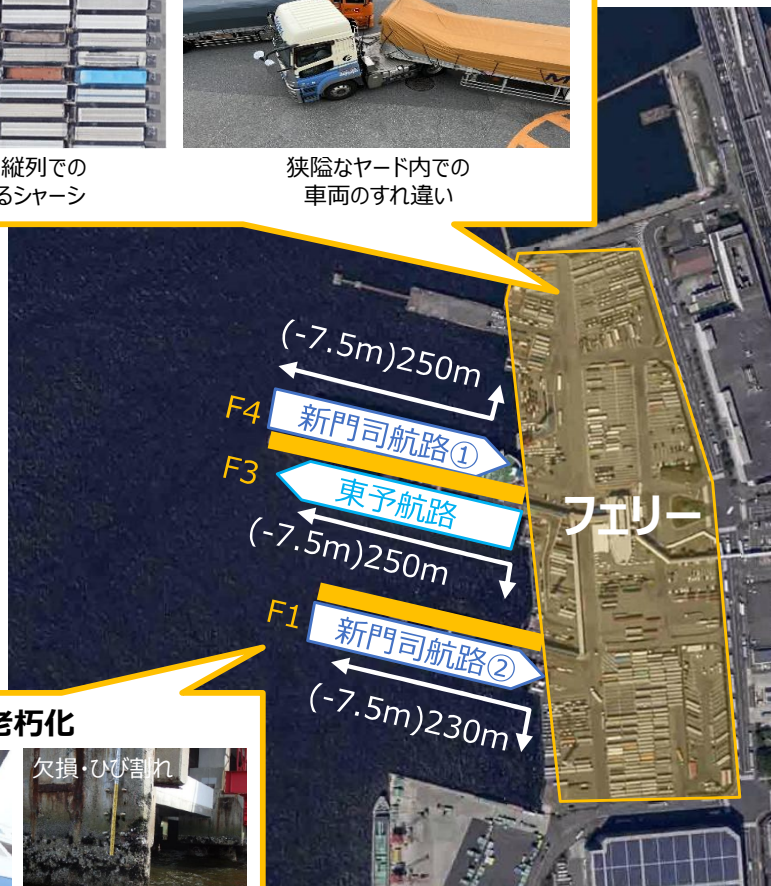 縦列での
るシャーシ
狭隘なヤード内での
車両のすれ違い
(-7.5m)250m
F4
新門司航路①
F3
東予航路
フェリー
(-7.5m)250m
F1
新門司航路②
(-7.5m)230m
老朽化
欠損・ひび割れ